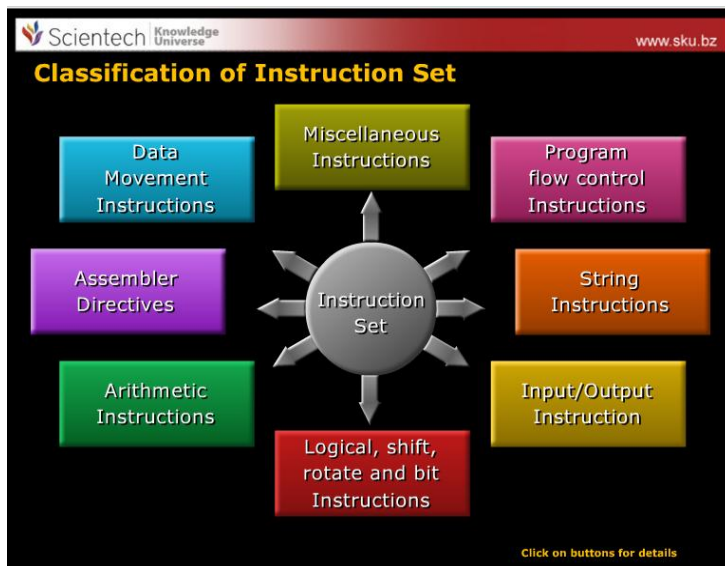 Scientech Knowledge
Universe
www.sku.bz
Classification of Instruction Set
Miscellaneous
Instructions
Data
Movement
Instructions
Program
flow control
Instructions
Assembler
Directives
Instruction
Set
String
Instructions
Arithmetic
Instructions
Input/Output
Instruction
Logical, shift,
rotate and bit
Instructions
Click on buttons for details